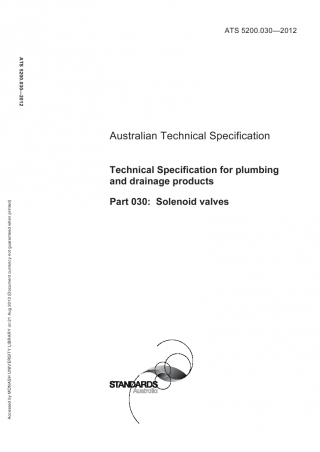 ATS 5200.030—2012
ATS 5200.030—2012
Australian Technical Specification
Technical Specification for plumbing
and drainage products
Part 030: Solenoid valves
Accessed by MONASH UNIVERSITY LIBRARY on 21 Aug 2013 (Document currency not guaranteed when printed)
STANDARDS
Australia